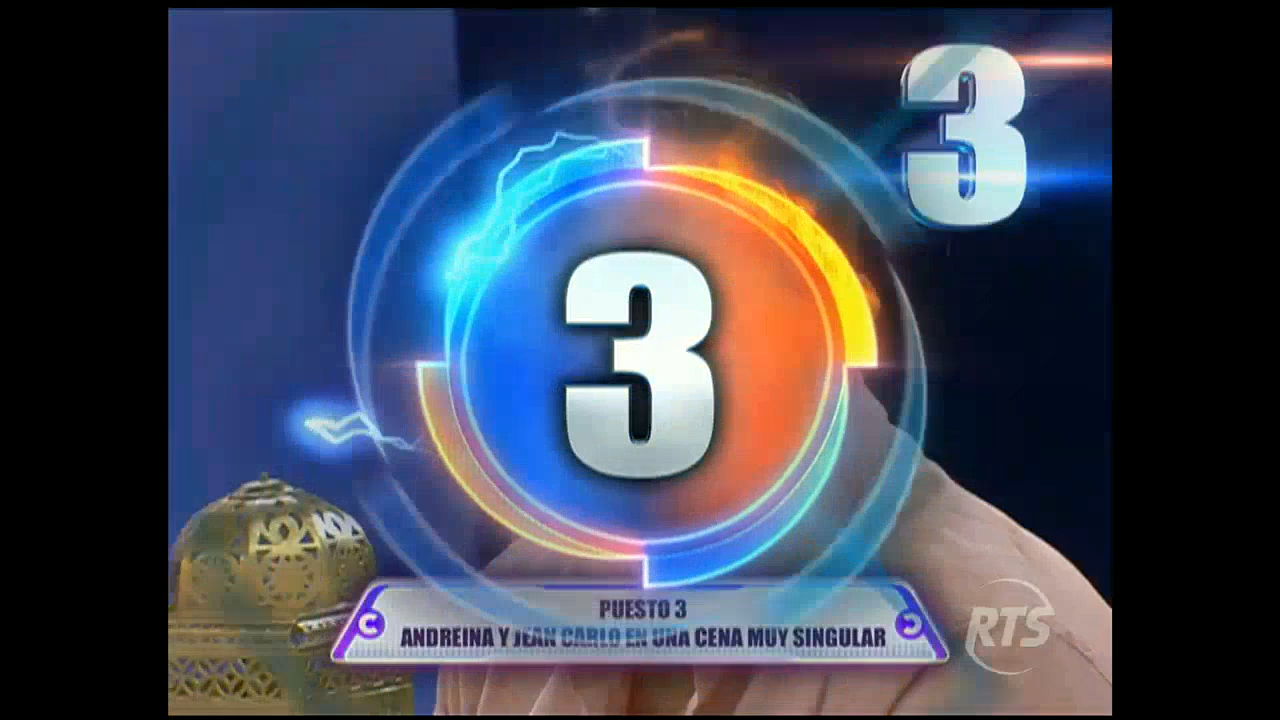 3
3
PUESTO 3
ANDREINA Y JEAN CARLO EN UNA CENA MUY SINGULAR
RTS